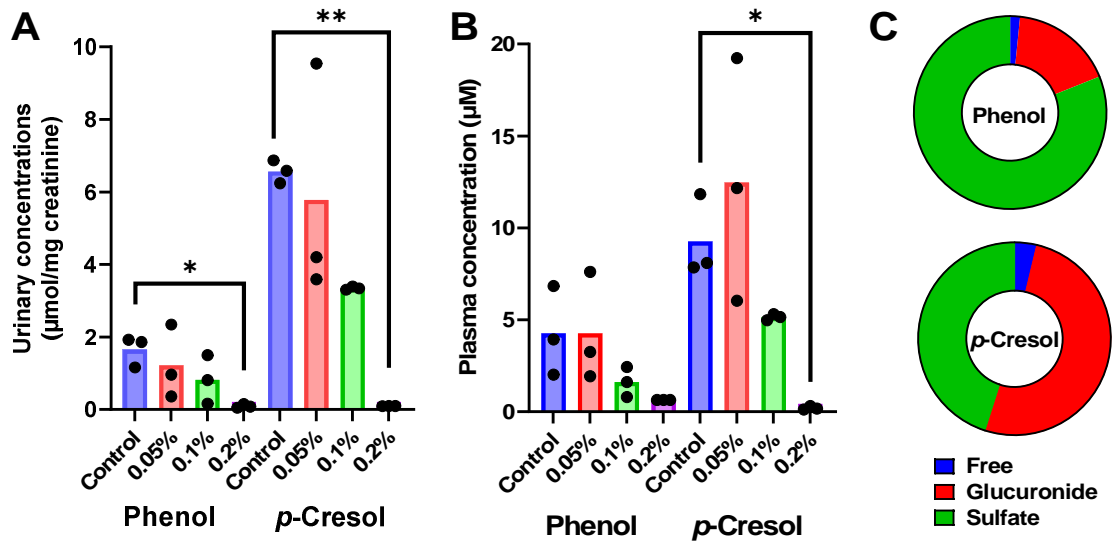 A
Urinary concentrations
(µmol/mg creatinine)
10
8
6
4
2
0
*
**
Control
0.05%
0.1%
0.2%
Control
0.05%
0.1%
0.2%
Phenol
p-Cresol
B
Plasma concentration (µM)
20
15
10
5
0
*
Control
0.05%
0.1%
0.2%
Control
0.05%
0.1%
0.2%
Phenol
p-Cresol
C
Phenol
p-Cresol
Free
Glucuronide
Sulfate